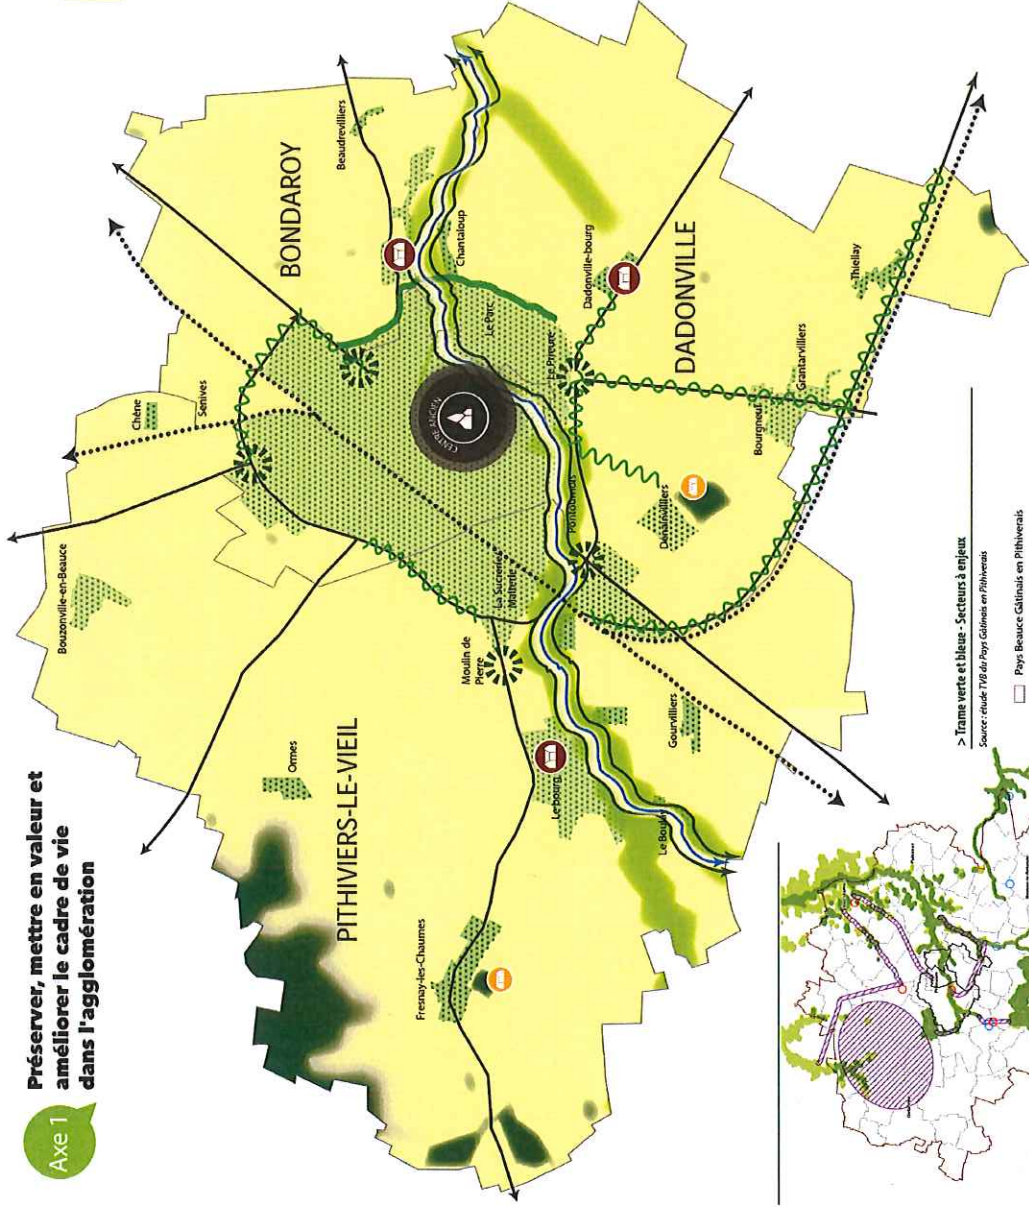 Axe 1
Préserver, mettre en valeur et
améliorer le cadre de vie
dans l'agglomération
BONDAROY
Beaudrevilliers
Chantaloup
Le Parc
Chêne
Senives
Bouzonville-en-Beauce
CENTRE ANCIEN
Dadonville-bourg
DADONVILLE
Le Prieuré
Thiellay
Grantarvilliers
Bourgneuf
Denainvilliers
Pontournois
La Sucrerie
Malterie
Moulin de
Pierre
Ormes
PITHIVIERS-LE-VIEIL
Le bourg
Gourvilliers
Le Boulay
Fresnay-les-Chaumes
> Trame verte et bleue - Secteurs à enjeux
Source : étude TVB du Pays Gâtinais en Pithiverais
Pays Beauce Gâtinais en Pithiverais